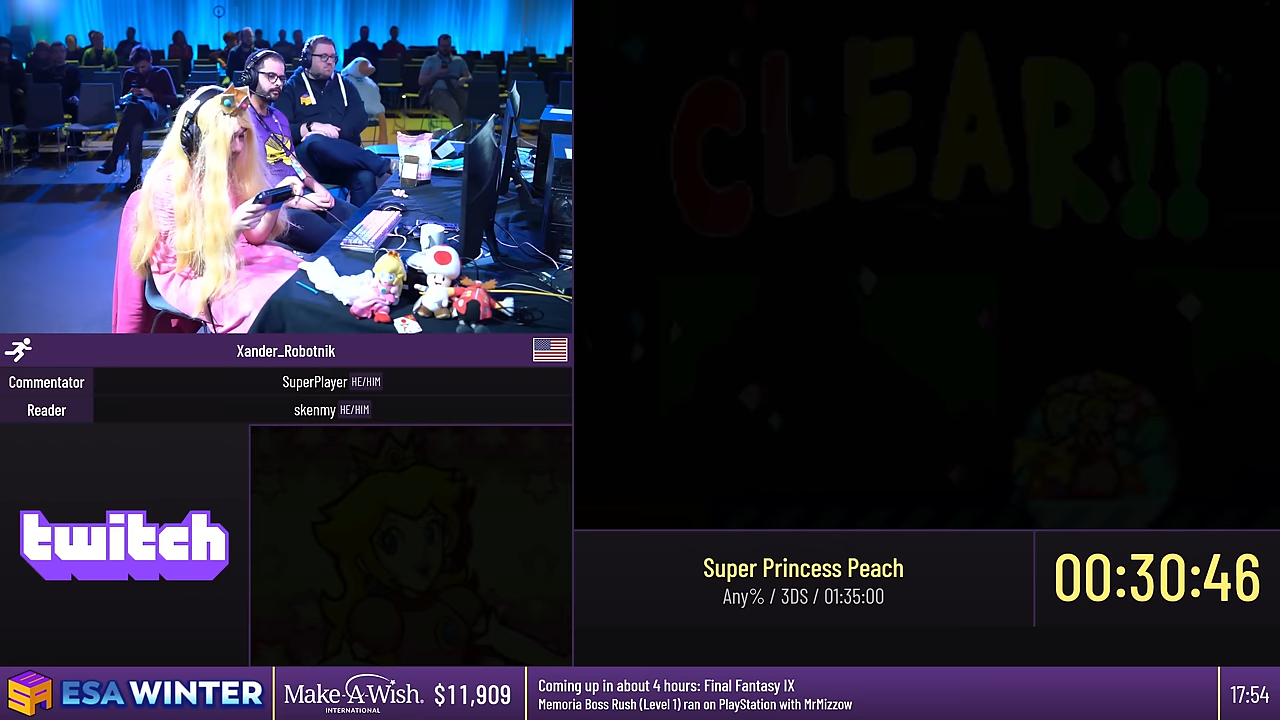 CLEAR!!
Xander_Robotnik
Commentator
SuperPlayer HE/HIM
Reader
skenmy HE/HIM
twitch
Super Princess Peach
Any% / 3DS / 01:35:00
00:30:46
ESA WINTER
Make-A-Wish.
INTERNATIONAL
$11,909
Coming up in about 4 hours: Final Fantasy IX
Memoria Boss Rush (Level 1) ran on PlayStation with MrMizzow
17:54